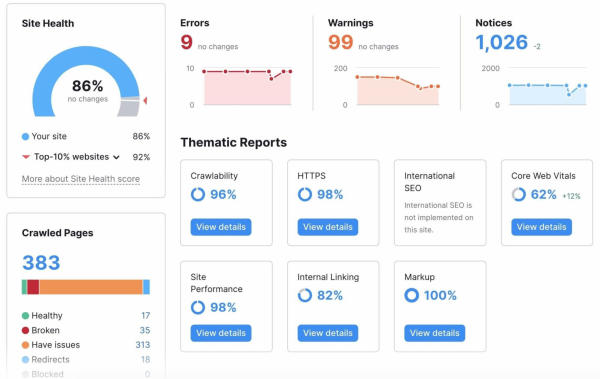 Site Health
86%
no changes
Your site 86%
Top-10% websites 92%
More about Site Health score
Crawled Pages
383
Healthy 17
Broken 35
Have issues 313
Redirects 18
Blocked 0
Errors
9 no changes
10
0
Warnings
99 no changes
200
0
Notices
1,026 -2
2000
0
Thematic Reports
Crawlability
96%
View details
HTTPS
98%
View details
International
SEO
International SEO is
not implemented on
this site.
Core Web Vitals
62% +12%
View details
Site
Performance
98%
View details
Internal Linking
82%
View details
Markup
100%
View details